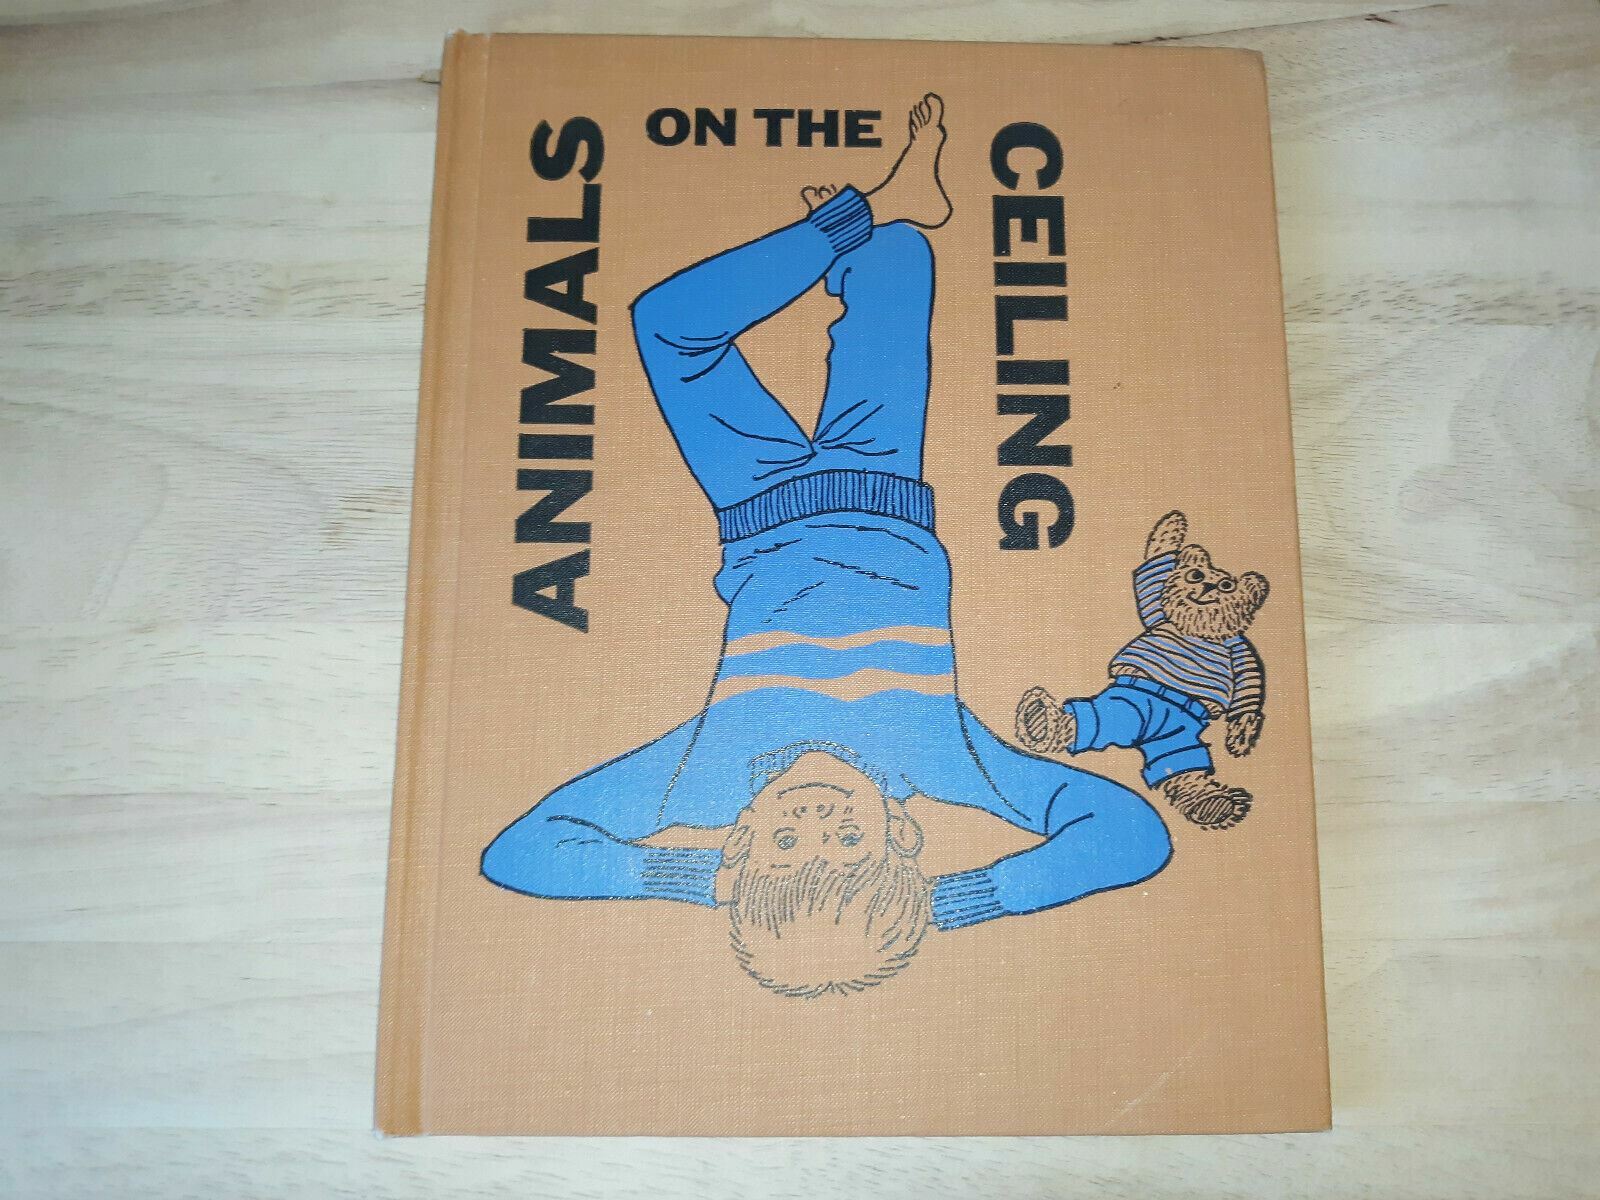 ANIMALS
ON THE
CEILING